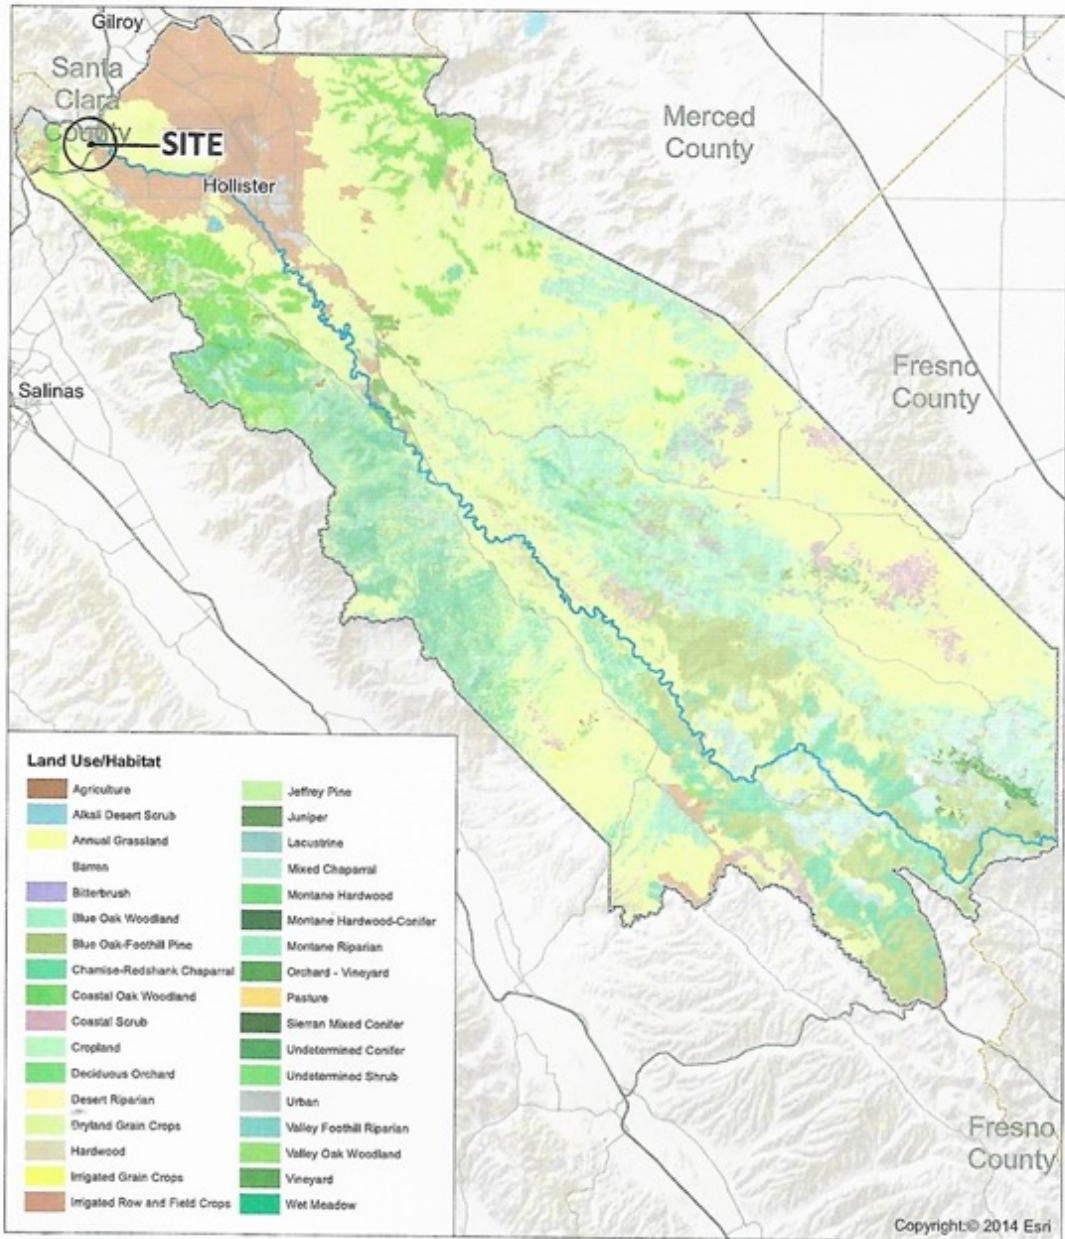 Gilroy
Santa
Clara
County
SITE
Hollister
Merced
County
Fresno
County
Salinas
Land Use/Habitat
Agriculture
Alkali Desert Scrub
Annual Grassland
Barren
Bitterbrush
Blue Oak Woodland
Blue Oak-Foothill Pine
Chamise-Redshank Chaparral
Coastal Oak Woodland
Coastal Scrub
Cropland
Deciduous Orchard
Desert Riparian
Dryland Grain Crops
Hardwood
Irrigated Grain Crops
Irrigated Row and Field Crops
Jeffrey Pine
Juniper
Lacustrine
Mixed Chaparral
Montane Hardwood
Montane Hardwood-Conifer
Montane Riparian
Orchard - Vineyard
Pasture
Sierran Mixed Conifer
Undetermined Conifer
Undetermined Shrub
Urban
Valley Foothill Riparian
Valley Oak Woodland
Vineyard
Wet Meadow
Fresno
County
Copyright:© 2014 Esri